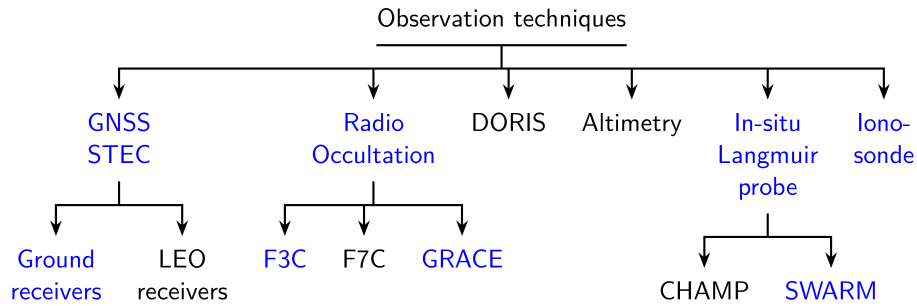 Observation techniques
GNSS
STEC
Radio
Occultation
DORIS
Altimetry
In-situ
Langmuir
probe
Iono-
sonde
Ground
receivers
LEO
receivers
F3C
F7C
GRACE
CHAMP
SWARM